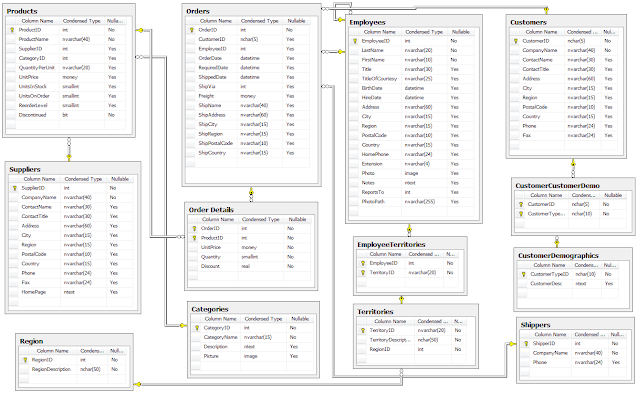 Products
Column Name Condensed Type Nulla...
ProductID int No
ProductName nvarchar(40) No
SupplierID int Yes
CategoryID int Yes
QuantityPerUnit nvarchar(20) Yes
UnitPrice money Yes
UnitsInStock smallint Yes
UnitsOnOrder smallint Yes
ReorderLevel smallint Yes
Discontinued bit No
Orders
Column Name Condensed Type Nullable
OrderID int No
CustomerID nchar(5) Yes
EmployeeID int Yes
OrderDate datetime Yes
RequiredDate datetime Yes
ShippedDate datetime Yes
ShipVia int Yes
Freight money Yes
ShipName nvarchar(40) Yes
ShipAddress nvarchar(60) Yes
ShipCity nvarchar(15) Yes
ShipRegion nvarchar(15) Yes
ShipPostalCode nvarchar(10) Yes
ShipCountry nvarchar(15) Yes
Employees
Column Name Condensed Type Nullable
EmployeeID int No
LastName nvarchar(20) No
FirstName nvarchar(10) No
Title nvarchar(30) Yes
TitleOfCourtesy nvarchar(25) Yes
BirthDate datetime Yes
HireDate datetime Yes
Address nvarchar(60) Yes
City nvarchar(15) Yes
Region nvarchar(15) Yes
PostalCode nvarchar(10) Yes
Country nvarchar(15) Yes
HomePhone nvarchar(24) Yes
Extension nvarchar(4) Yes
Photo image Yes
Notes ntext Yes
ReportsTo int Yes
PhotoPath nvarchar(255) Yes
Customers
Column Name Condensed Type Nullable
CustomerID nchar(5) No
CompanyName nvarchar(40) No
ContactName nvarchar(30) Yes
ContactTitle nvarchar(30) Yes
Address nvarchar(60) Yes
City nvarchar(15) Yes
Region nvarchar(15) Yes
PostalCode nvarchar(10) Yes
Country nvarchar(15) Yes
Phone nvarchar(24) Yes
Fax nvarchar(24) Yes
Suppliers
Column Name Condensed Type Nullable
SupplierID int No
CompanyName nvarchar(40) No
ContactName nvarchar(30) Yes
ContactTitle nvarchar(30) Yes
Address nvarchar(60) Yes
City nvarchar(15) Yes
Region nvarchar(15) Yes
PostalCode nvarchar(10) Yes
Country nvarchar(15) Yes
Phone nvarchar(24) Yes
Fax nvarchar(24) Yes
HomePage ntext Yes
Order Details
Column Name Condensed Type Nullable
OrderID int No
ProductID int No
UnitPrice money No
Quantity smallint No
Discount real No
CustomerCustomerDemo
Column Name Condens... Nullable
CustomerID nchar(5) No
CustomerType... nchar(10) No
EmployeeTerritories
Column Name Condensed ... N...
EmployeeID int No
TerritoryID nvarchar(20) No
CustomerDemographics
Column Name Condens... Null...
CustomerTypeID nchar(10) No
CustomerDesc ntext Yes
Categories
Column Name Condensed Type Nullable
CategoryID int No
CategoryName nvarchar(15) No
Description ntext Yes
Picture image Yes
Territories
Column Name Condensed ... N...
TerritoryID nvarchar(20) No
TerritoryDescrip... nchar(50) No
RegionID int No
Shippers
Column Name Condensed ... Null...
ShipperID int No
CompanyName nvarchar(40) No
Phone nvarchar(24) Yes
Region
Column Name Condens... Null...
RegionID int No
RegionDescription nchar(50) No